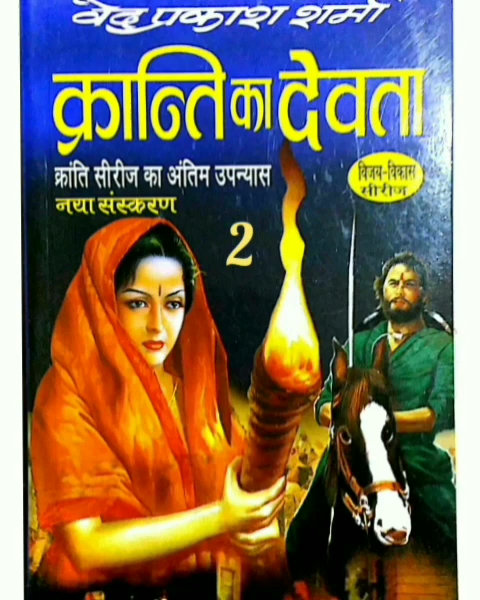 वेद प्रकाश शर्मा
क्रान्ति का देवता
क्रांति सीरीज का अंतिम उपन्यास
विजय-विकास
सीरीज
नया संस्करण
2